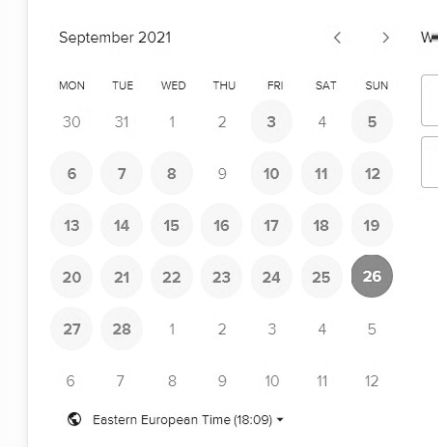 September 2021
MON TUE WED THU FRI SAT SUN
30 31 1 2 3 4 5
6 7 8 9 10 11 12
13 14 15 16 17 18 19
20 21 22 23 24 25 26
27 28 1 2 3 4 5
6 7 8 9 10 11 12
Eastern European Time (18:09)